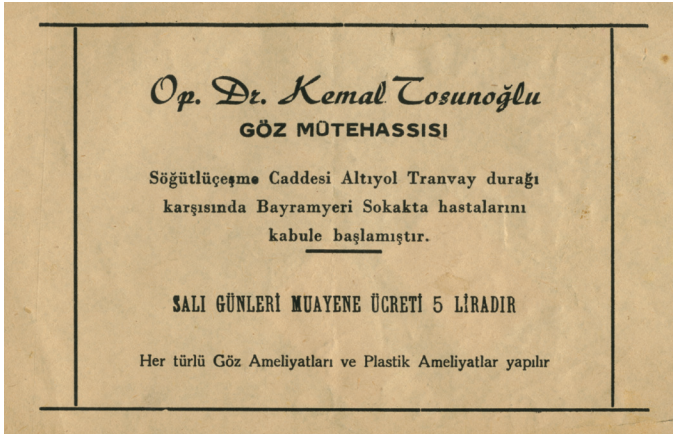 Op. Dr. Kemal Tosunoğlu
GÖZ MÜTEHASSISI
Söğütlüçeşme Caddesi Altıyol Tranvay durağı
karşısında Bayramyeri Sokakta hastalarını
kabule başlamıştır.
SALI GÜNLERİ MUAYENE ÜCRETİ 5 LİRADIR
Her türlü Göz Ameliyatları ve Plastik Ameliyatlar yapılır